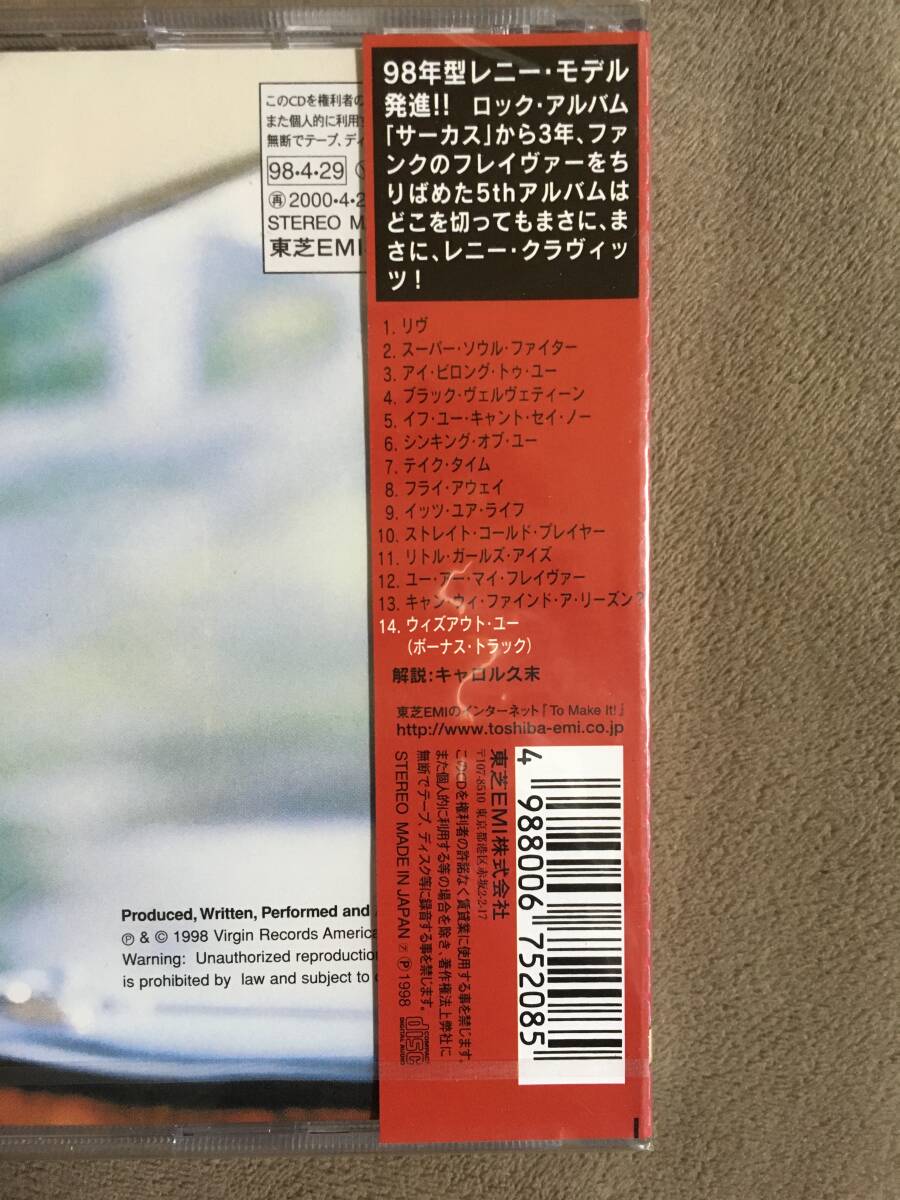 98年型レニー・モデル
発進!! ロック・アルバム
「サーカス」から3年、ファ
ンクのフレイヴァーをち
りばめた5thアルバムは
どこを切ってもまさに、ま
さに、レニー・クラヴィッ
ツ!
1. リヴ
2. スーパー・ソウル・ファイター
3. アイ・ビロング・トゥ・ユー
4. ブラック・ヴェルヴェティーン
5. イフ・ユー・キャント・セイ・ノー
6. シンキング・オブ・ユー
7. テイク・タイム
8. フライ・アウェイ
9. イッツ・ユア・ライフ
10. ストレイト・コールド・プレイヤー
11. リトル・ガールズ・アイズ
12. ユー・アー・マイ・フレイヴァー
13. キャン・ウィ・ファインド・ア・リーズン?
14. ウィズアウト・ユー
(ボーナス・トラック)
解説:キャロル久末
東芝EMIのインターネット「To Make It!」
http://www.toshiba-emi.co.jp
4 988006 752085
東芝EMI株式会社
〒107-8510 東京都港区赤坂2-2-17
このCDを権利者の許諾なく賃貸業に使用する事を禁じます。
また個人的に利用する等の場合を除き、著作権法上弊社に
無断でテープ、ディスク等に録音する事を禁じます。
STEREO MADE IN JAPAN ⑦ Ⓟ1998
COMPACT
disc
DIGITAL AUDIO
このCDを権利者の
また個人的に利用
無断でテープ、ディ
98・4・29
再 2000・4・2
STEREO M
東芝EMI
Produced, Written, Performed and
Ⓟ & © 1998 Virgin Records America
Warning: Unauthorized reproduction
is prohibited by law and subject to